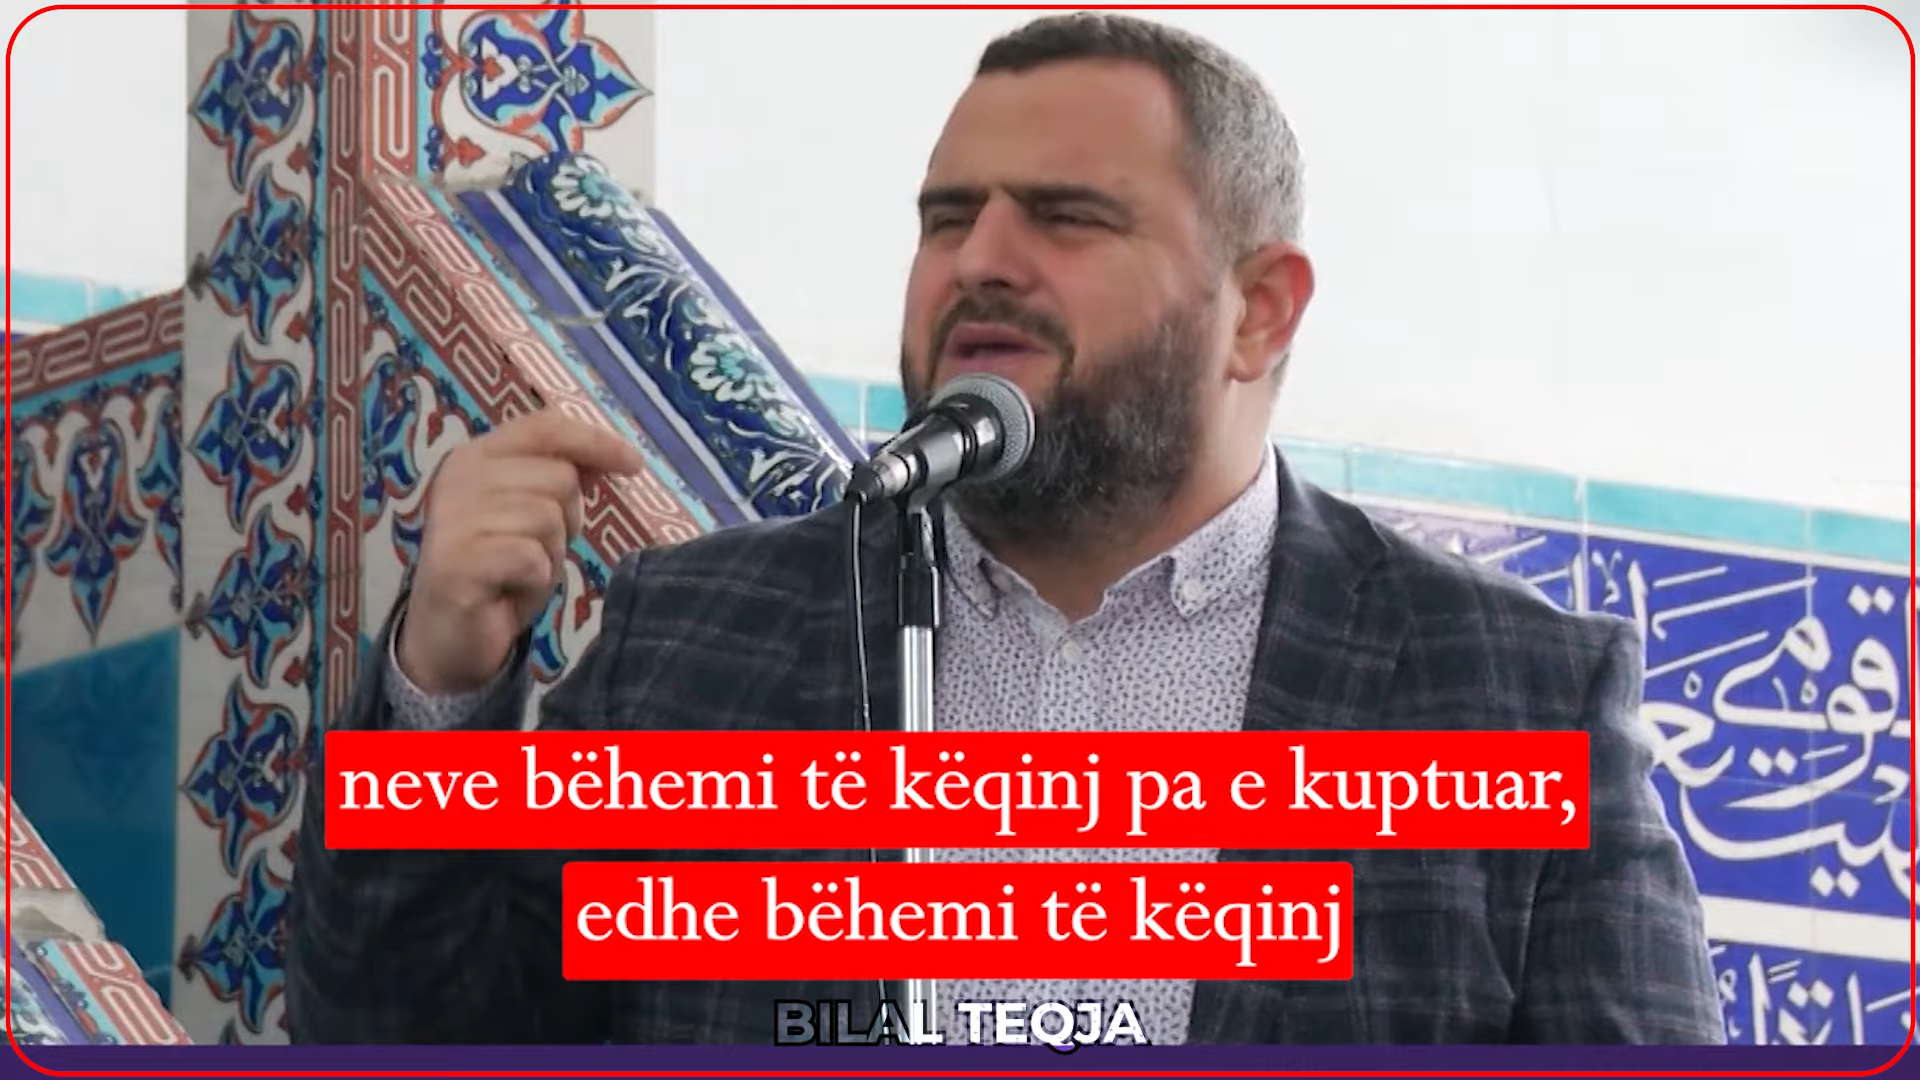 neve bëhemi të këqinj pa e kuptuar,
edhe bëhemi të këqinj
BILAL TEQJA